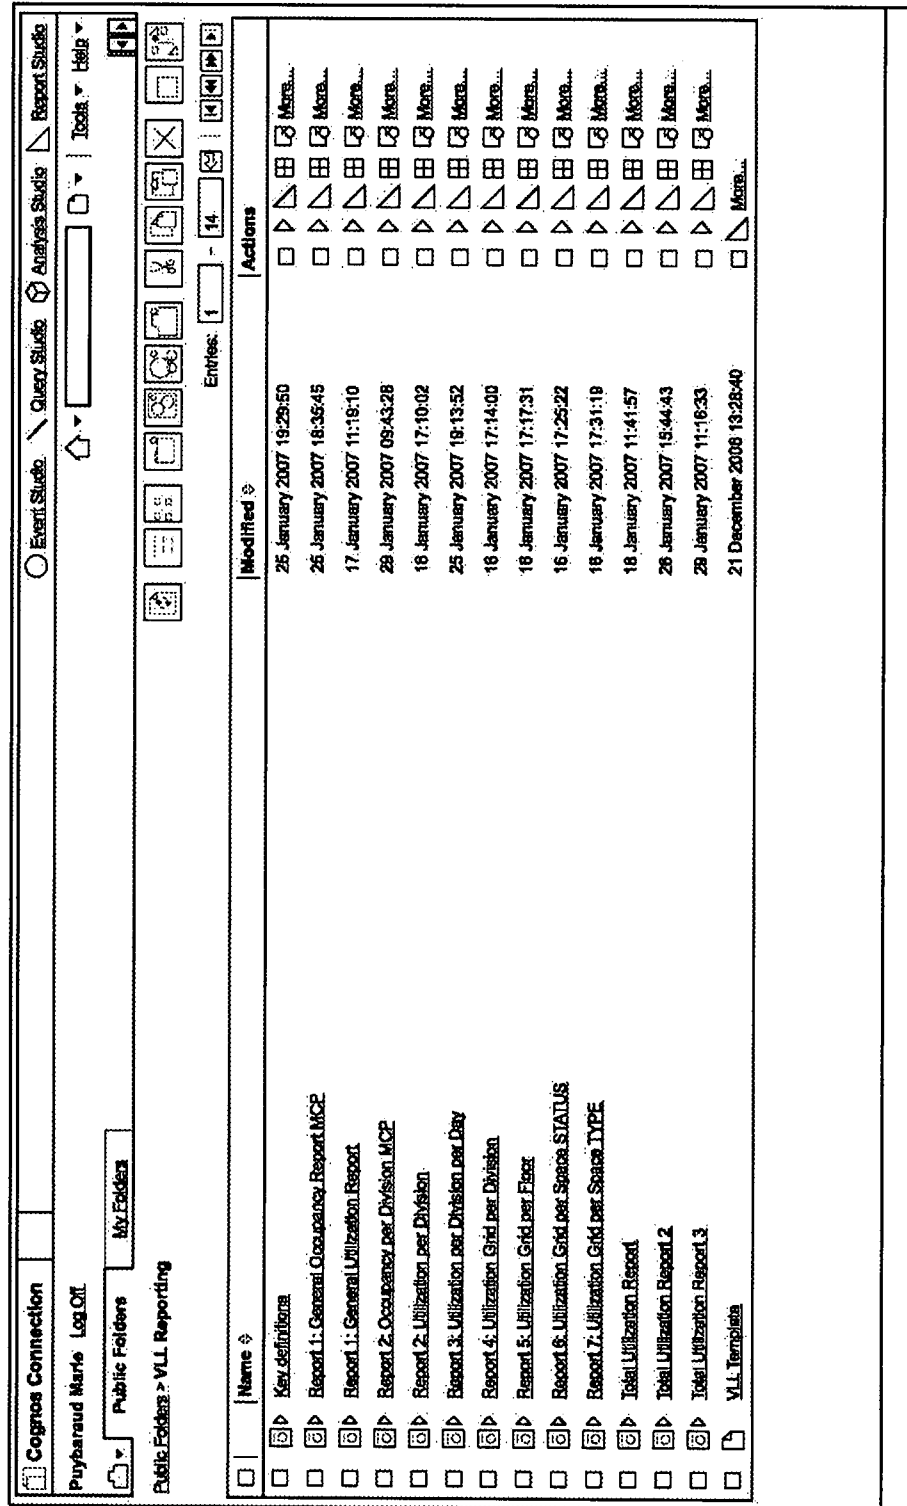 Cognos Connection Event Studio Query Studio Analysis Studio Report Studio
Puybaraud Marie Log Off Tools Help
Public Folders My Folders
Public Folders > VLL Reporting
Entries: 1 - 14
Name Modified Actions
Key definitions 25 January 2007 19:29:50 More...
Report 1: General Occupancy Report MCP 25 January 2007 18:35:45 More...
Report 1: General Utilization Report 17 January 2007 11:19:10 More...
Report 2: Occupancy per Division MCP 29 January 2007 09:43:28 More...
Report 2: Utilization per Division 16 January 2007 17:10:02 More...
Report 3: Utilization per Division per Day 25 January 2007 19:13:52 More...
Report 4: Utilization Grid per Division 16 January 2007 17:14:00 More...
Report 5: Utilization Grid per Floor 16 January 2007 17:17:31 More...
Report 6: Utilization Grid per Space STATUS 16 January 2007 17:25:22 More...
Report 7: Utilization Grid per Space TYPE 16 January 2007 17:31:19 More...
Total Utilization Report 18 January 2007 11:41:57 More...
Total Utilization Report 2 26 January 2007 15:44:43 More...
Total Utilization Report 3 29 January 2007 11:16:33 More...
VLL Template 21 December 2006 13:28:40 More...